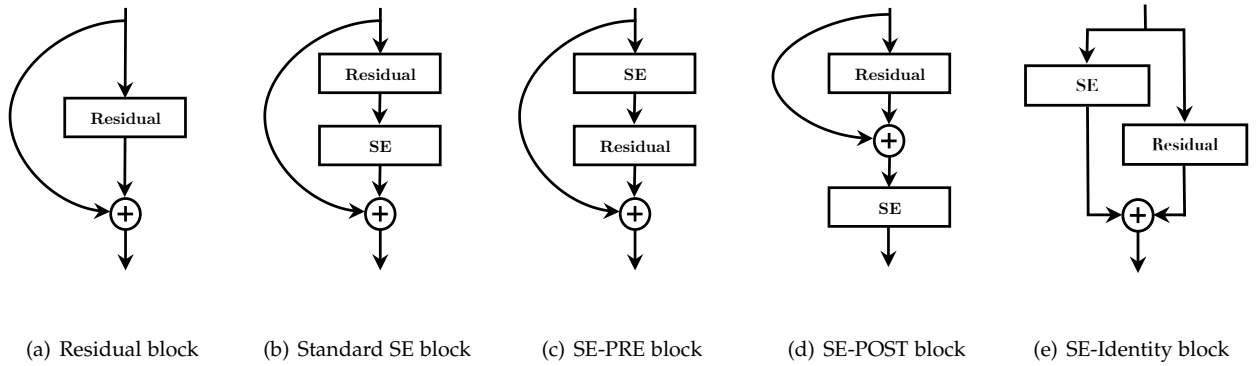 Residual
Residual
SE
SE
Residual
Residual
SE
SE
Residual
(a) Residual block
(b) Standard SE block
(c) SE-PRE block
(d) SE-POST block
(e) SE-Identity block